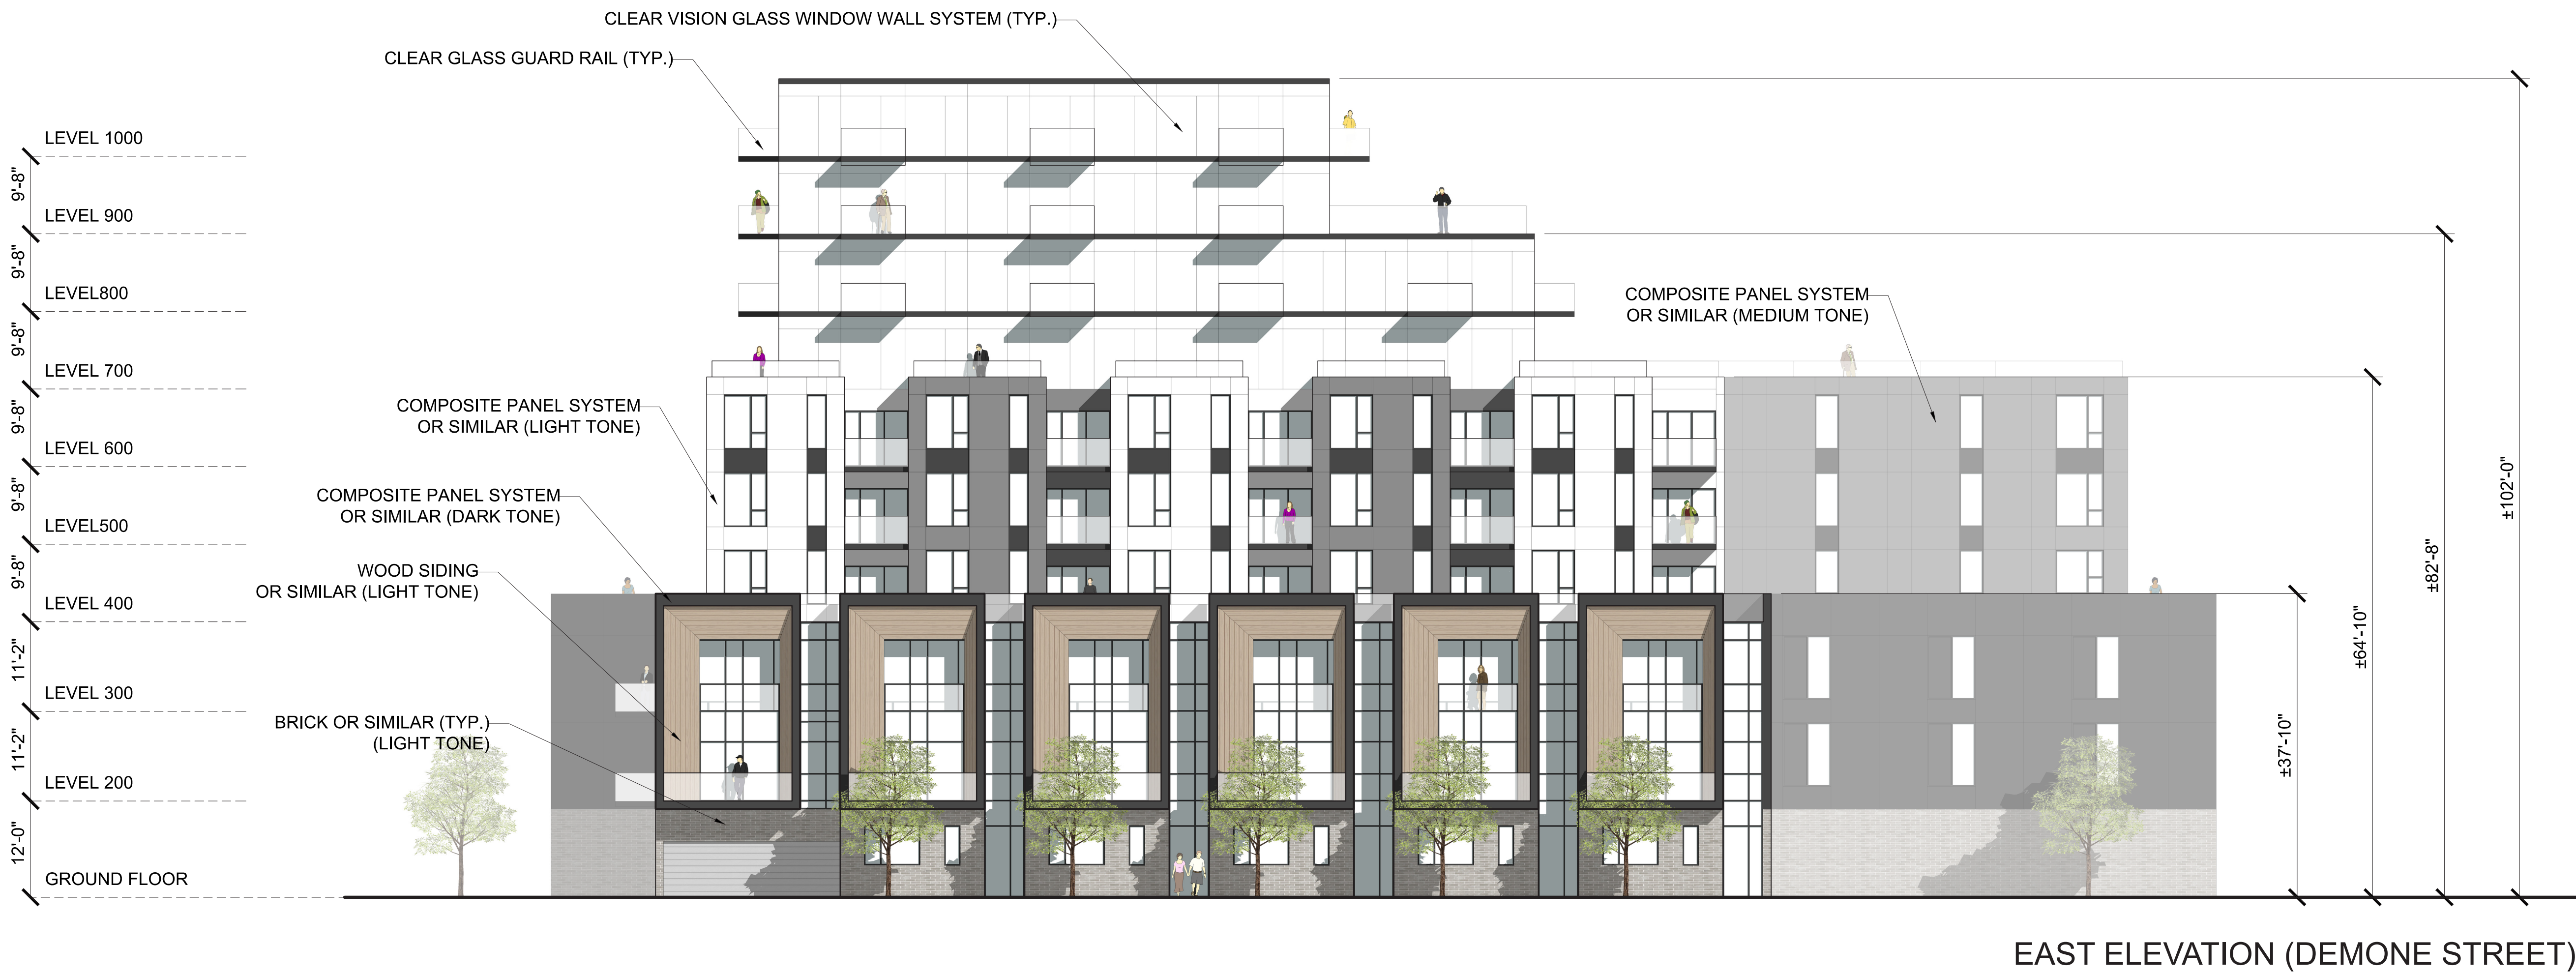 CLEAR VISION GLASS WINDOW WALL SYSTEM (TYP.)
CLEAR GLASS GUARD RAIL (TYP.)
LEVEL 1000
9'-8"
LEVEL 900
9'-8"
LEVEL800
9'-8"
LEVEL 700
9'-8"
LEVEL 600
9'-8"
LEVEL500
9'-8"
LEVEL 400
11'-2"
LEVEL 300
11'-2"
LEVEL 200
12'-0"
GROUND FLOOR
COMPOSITE PANEL SYSTEM
OR SIMILAR (LIGHT TONE)
COMPOSITE PANEL SYSTEM
OR SIMILAR (DARK TONE)
WOOD SIDING
OR SIMILAR (LIGHT TONE)
BRICK OR SIMILAR (TYP.)
(LIGHT TONE)
COMPOSITE PANEL SYSTEM
OR SIMILAR (MEDIUM TONE)
±37'-10"
±64'-10"
±82'-8"
±102'-0"
EAST ELEVATION (DEMONE STREET)